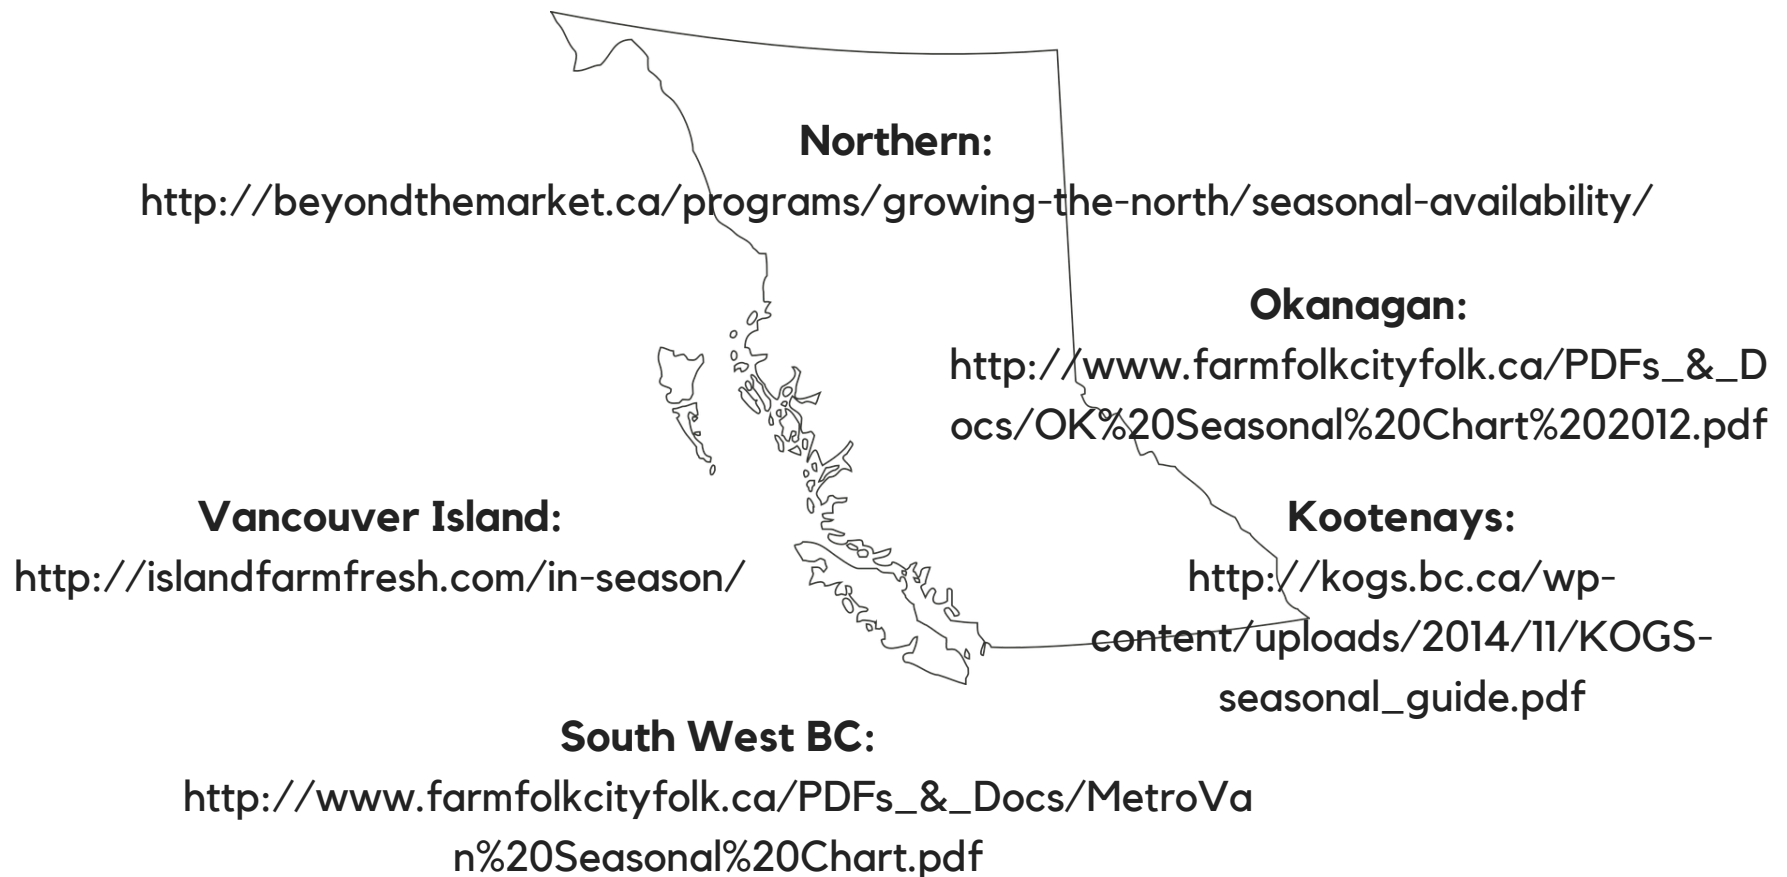 Northern:
http://beyondthemarket.ca/programs/growing-the-north/seasonal-availability/
Okanagan:
http://www.farmfolkcityfolk.ca/PDFs_&_D
ocs/OK%20Seasonal%20Chart%202012.pdf
Vancouver Island:
http://islandfarmfresh.com/in-season/
Kootenays:
http://kogs.bc.ca/wp-
content/uploads/2014/11/KOGS-
seasonal_guide.pdf
South West BC:
http://www.farmfolkcityfolk.ca/PDFs_&_Docs/MetroVa
n%20Seasonal%20Chart.pdf